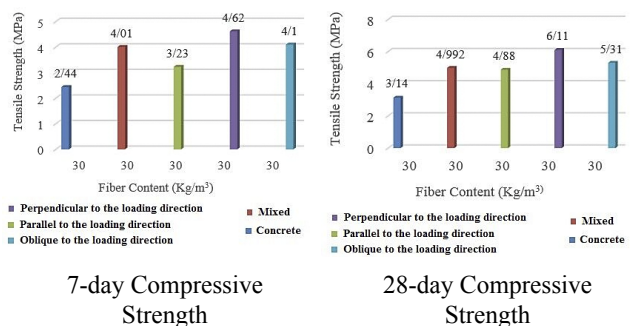 Tensile Strength (MPa)
5
4
3
2
1
0
2/44
4/01
3/23
4/62
4/1
30 30 30 30 30
Fiber Content (Kg/m³)
Perpendicular to the loading direction
Parallel to the loading direction
Oblique to the loading direction
Mixed
Concrete
7-day Compressive
Strength
Tensile Strength (MPa)
8
6
4
2
0
3/14
4/992
4/88
6/11
5/31
30 30 30 30 30
Fiber Content (Kg/m³)
Perpendicular to the loading direction
Parallel to the loading direction
Oblique to the loading direction
Mixed
Concrete
28-day Compressive
Strength